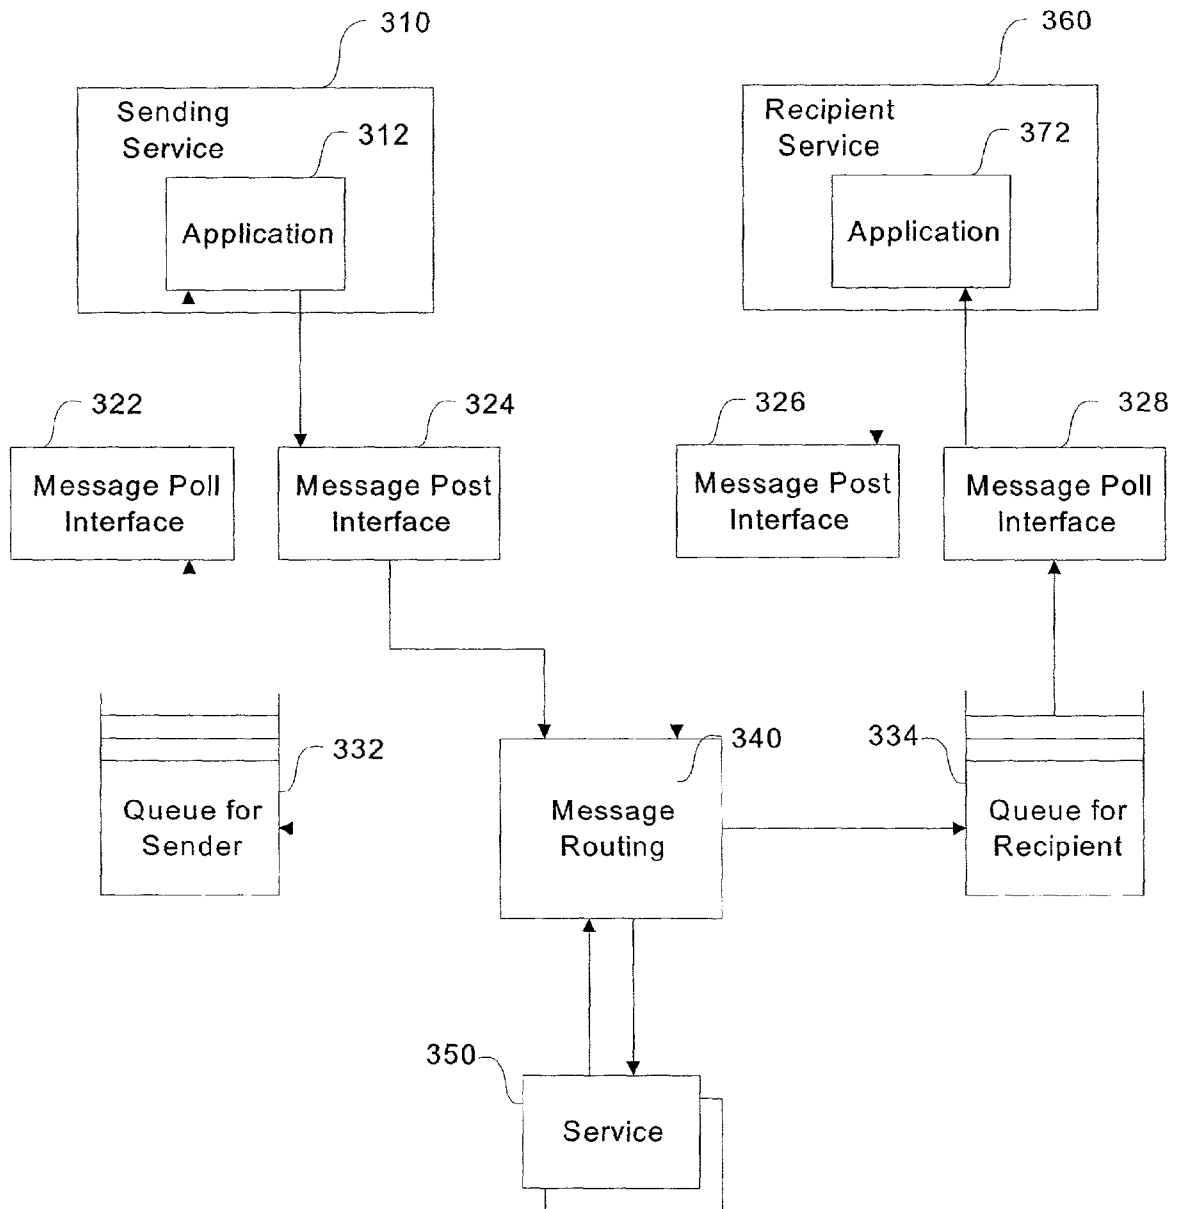 310
360
Sending
Service
312
Application
Recipient
Service
372
Application
322
324
326
328
Message Poll
Interface
Message Post
Interface
Message Post
Interface
Message Poll
Interface
332
340
334
Queue for
Sender
Message
Routing
Queue for
Recipient
350
Service